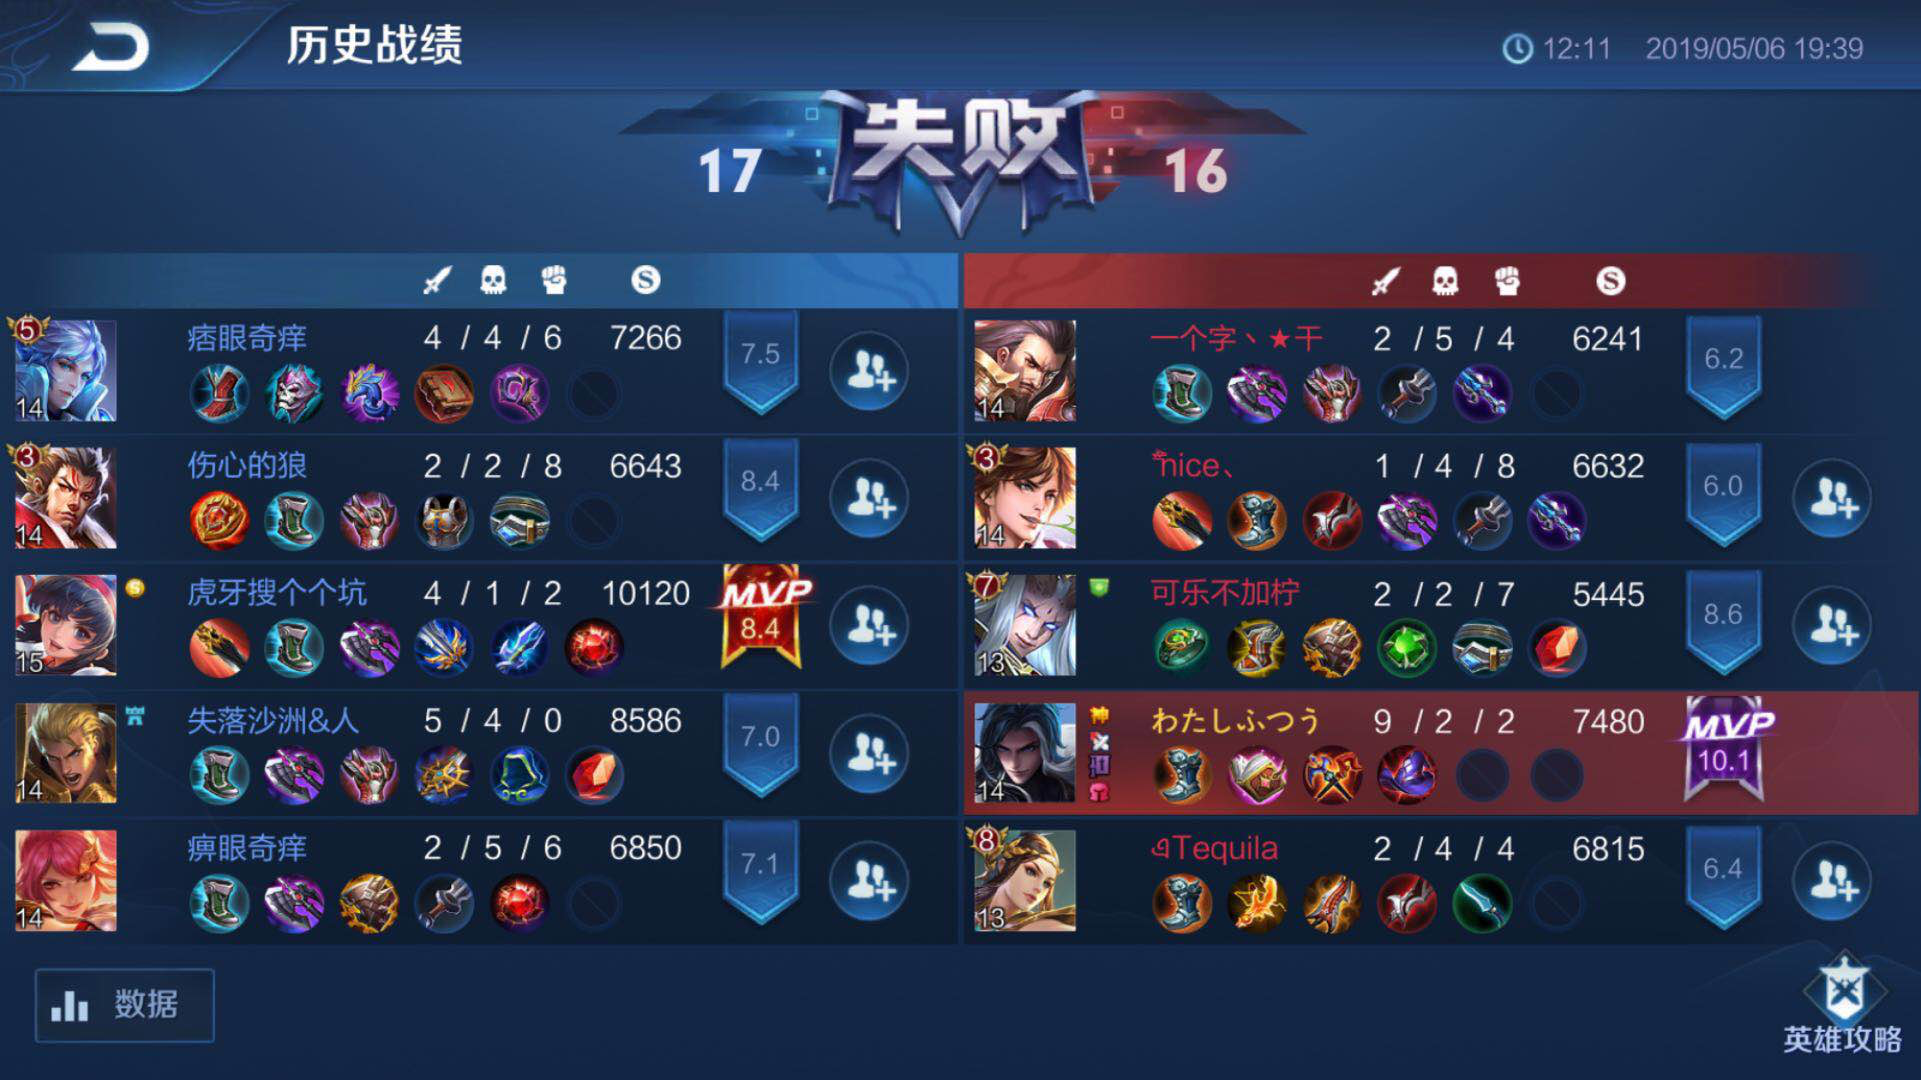 历史战绩
12:11 2019/05/06 19:39
17 失败 16
5 痞眼奇痒 4 / 4 / 6 7266 7.5
14
3 伤心的狼 2 / 2 / 8 6643 8.4
14
虎牙搜个个坑 4 / 1 / 2 10120 MVP 8.4
15
失落沙洲&人 5 / 4 / 0 8586 7.0
14
痹眼奇痒 2 / 5 / 6 6850 7.1
14
一个字丶★干 2 / 5 / 4 6241 6.2
14
3 nice、 1 / 4 / 8 6632 6.0
14
7 可乐不加柠 2 / 2 / 7 5445 8.6
13
神 わたしふつう 9 / 2 / 2 7480 MVP 10.1
14
8 Tequila 2 / 4 / 4 6815 6.4
13
数据
英雄攻略